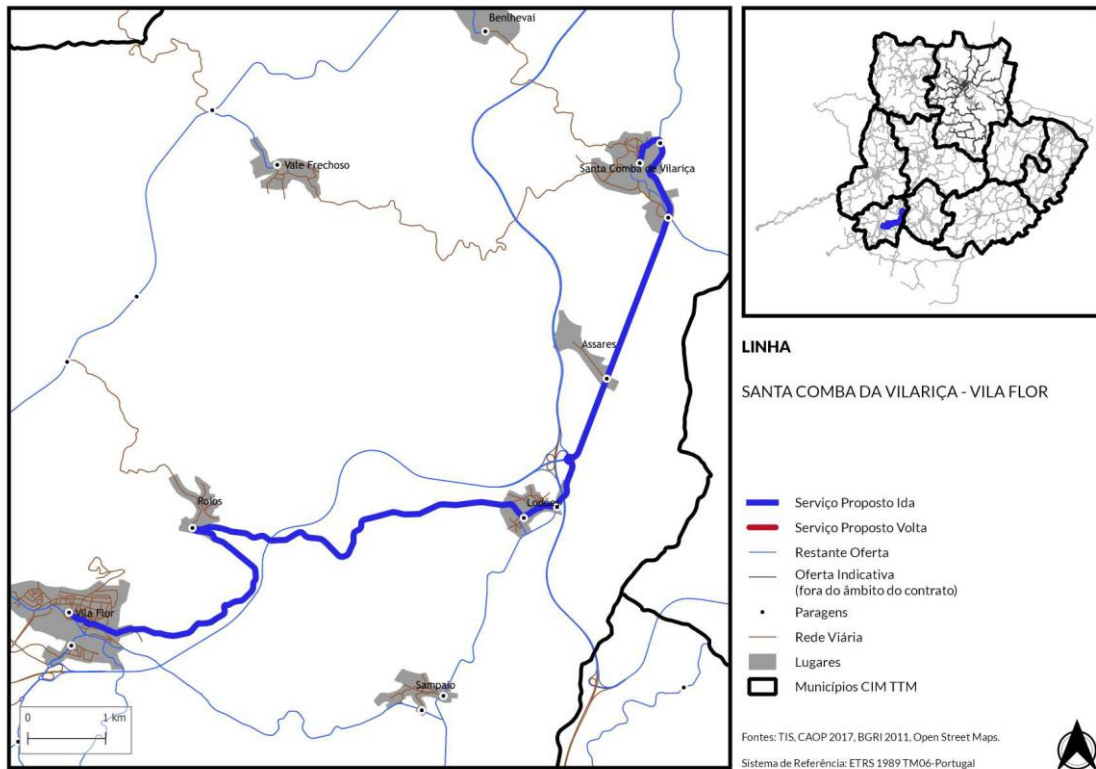 Benlhevai
Vale Frechoso
Santa Comba de Vilariça
Assares
Roios
Lodões
Vila Flor
Sampaio
0 1 km
LINHA
SANTA COMBA DA VILARIÇA - VILA FLOR
Serviço Proposto Ida
Serviço Proposto Volta
Restante Oferta
Oferta Indicativa
(fora do âmbito do contrato)
Paragens
Rede Viária
Lugares
Municípios CIM TTM
Fontes: TIS, CAOP 2017, BGRI 2011, Open Street Maps.
Sistema de Referência: ETRS 1989 TM06-Portugal